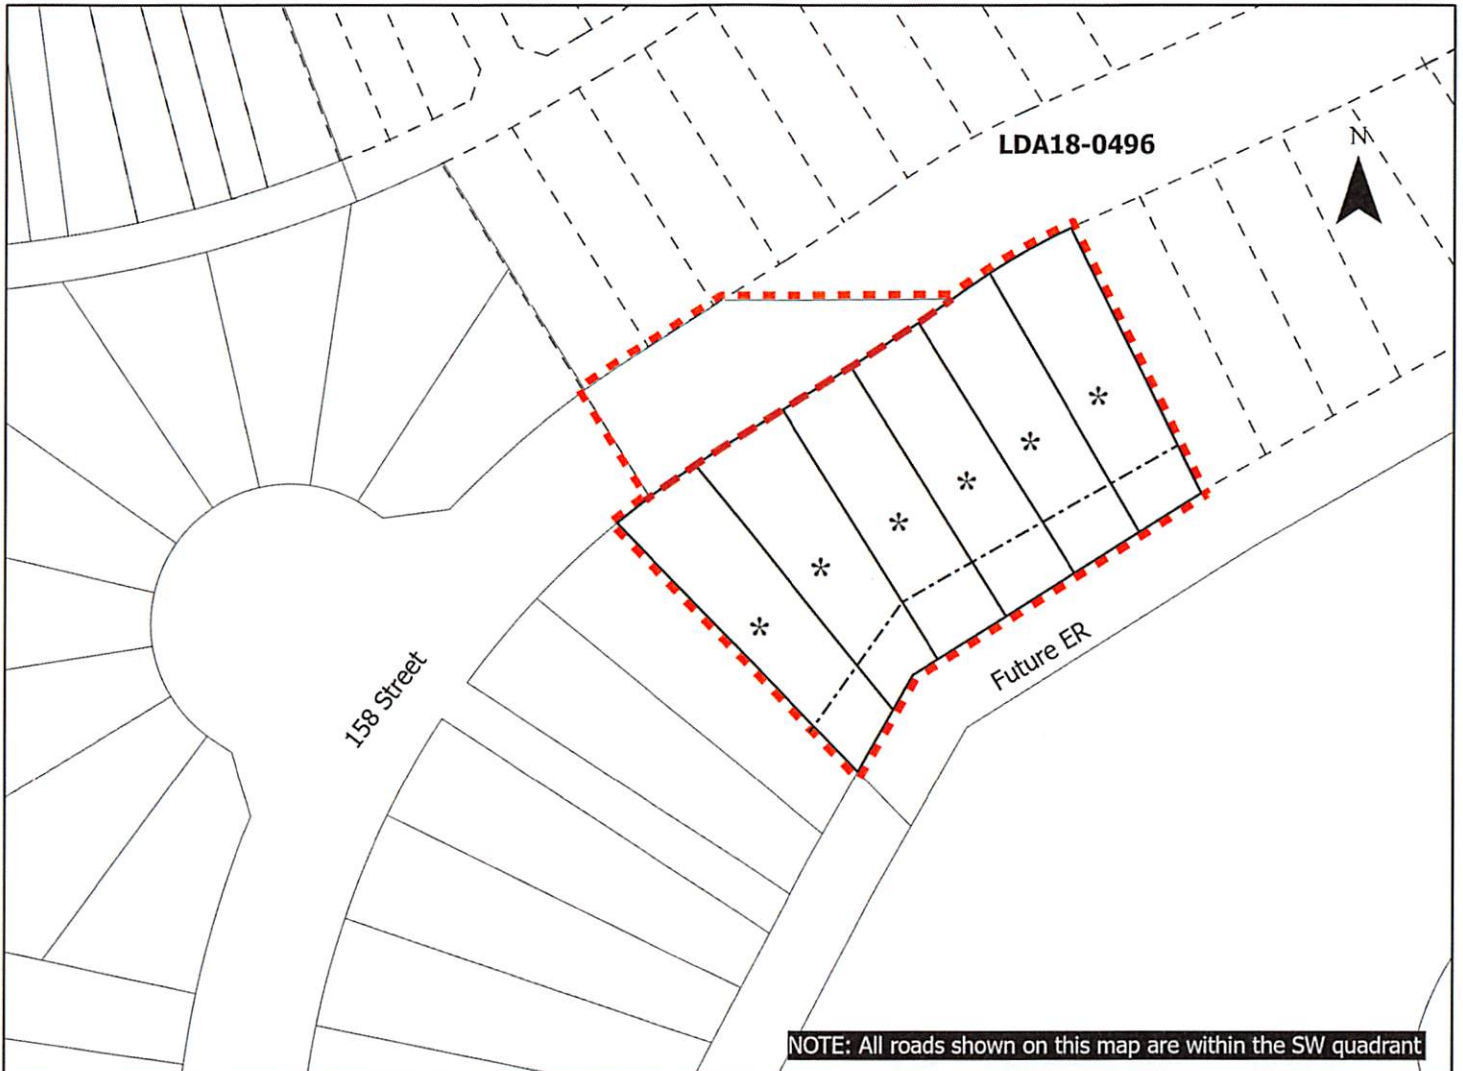 LDA18-0496
N
*
*
*
*
*
*
Future ER
158 Street
NOTE: All roads shown on this map are within the SW quadrant